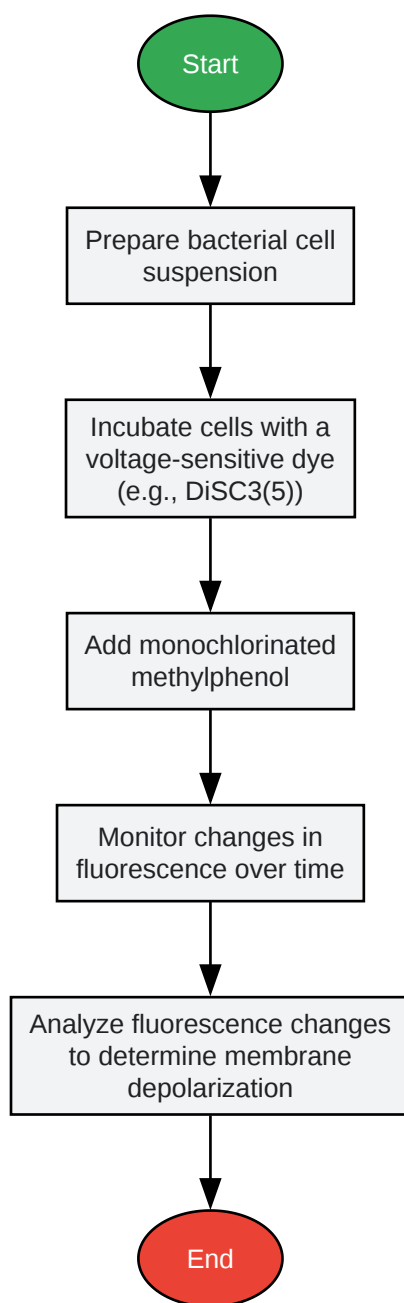 Start
Prepare bacterial cell
suspension
Incubate cells with a
voltage-sensitive dye
(e.g., DiSC3(5))
Add monochlorinated
methylphenol
Monitor changes in
fluorescence over time
Analyze fluorescence changes
to determine membrane
depolarization
End